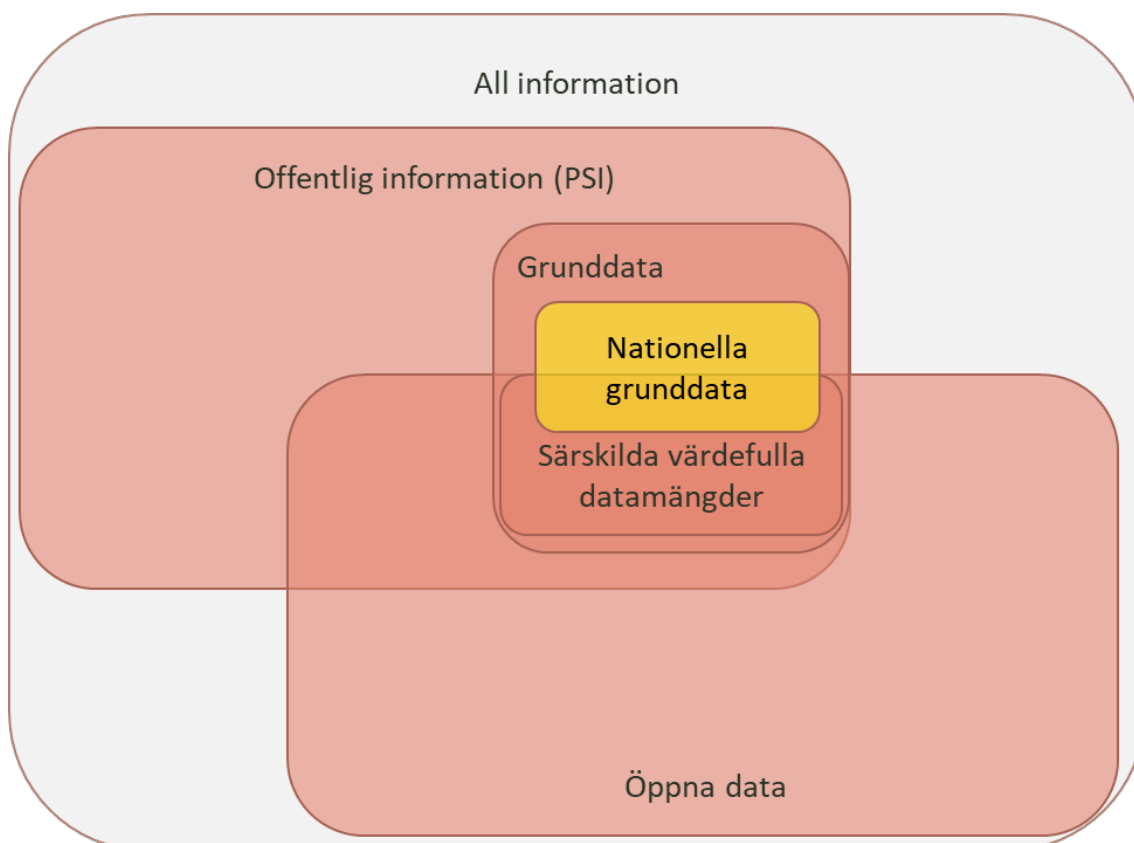 All information
Offentlig information (PSI)
Grunddata
Nationella
grunddata
Särskilda värdefulla
datamängder
Öppna data